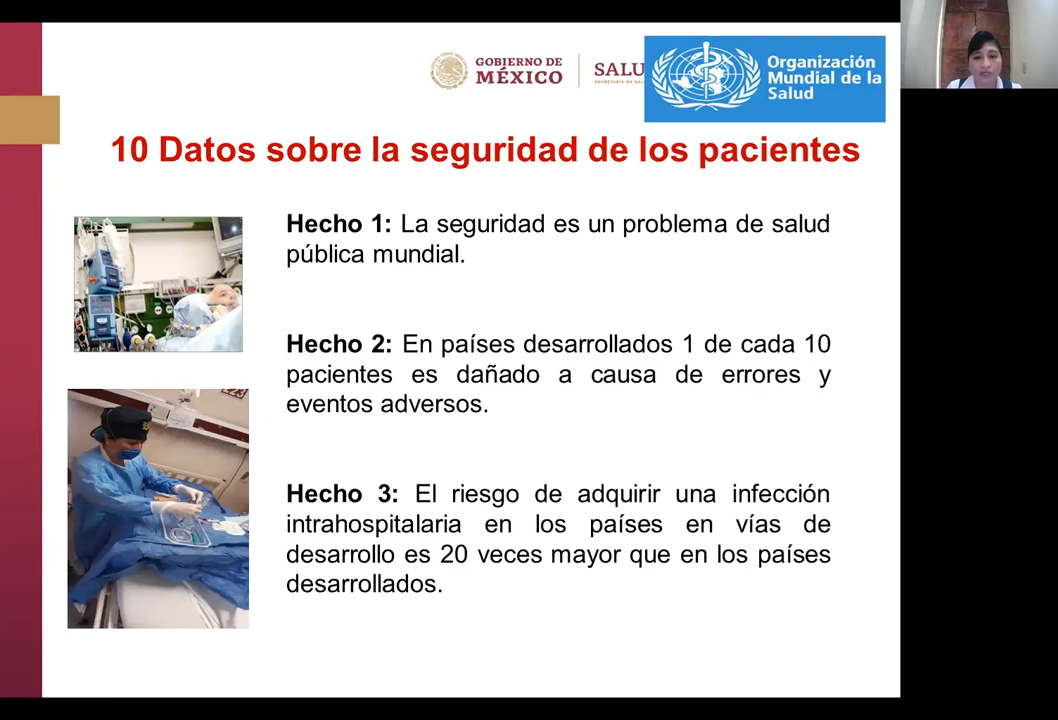 GOBIERNO DE
MÉXICO
SALU
Organización
Mundial de la
Salud
10 Datos sobre la seguridad de los pacientes
Hecho 1: La seguridad es un problema de salud
pública mundial.
Hecho 2: En países desarrollados 1 de cada 10
pacientes es dañado a causa de errores y
eventos adversos.
Hecho 3: El riesgo de adquirir una infección
intrahospitalaria en los países en vías de
desarrollo es 20 veces mayor que en los países
desarrollados.
223